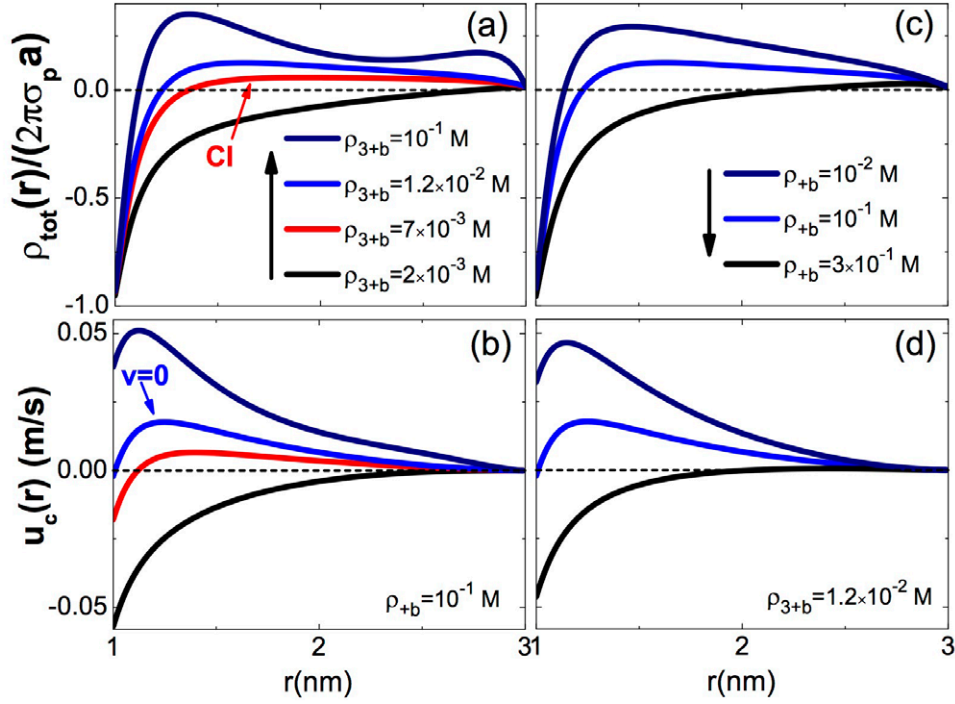 (a)
(c)
ρtot(r)/(2πσpa)
0.0
-0.5
-1.0
CI
ρ3+b=10-1 M
ρ3+b=1.2×10-2 M
ρ3+b=7×10-3 M
ρ3+b=2×10-3 M
ρ+b=10-2 M
ρ+b=10-1 M
ρ+b=3×10-1 M
(b)
(d)
uc(r) (m/s)
0.05
0.00
-0.05
v=0
ρ+b=10-1 M
ρ3+b=1.2×10-2 M
1 2 31 2 3
r(nm) r(nm)